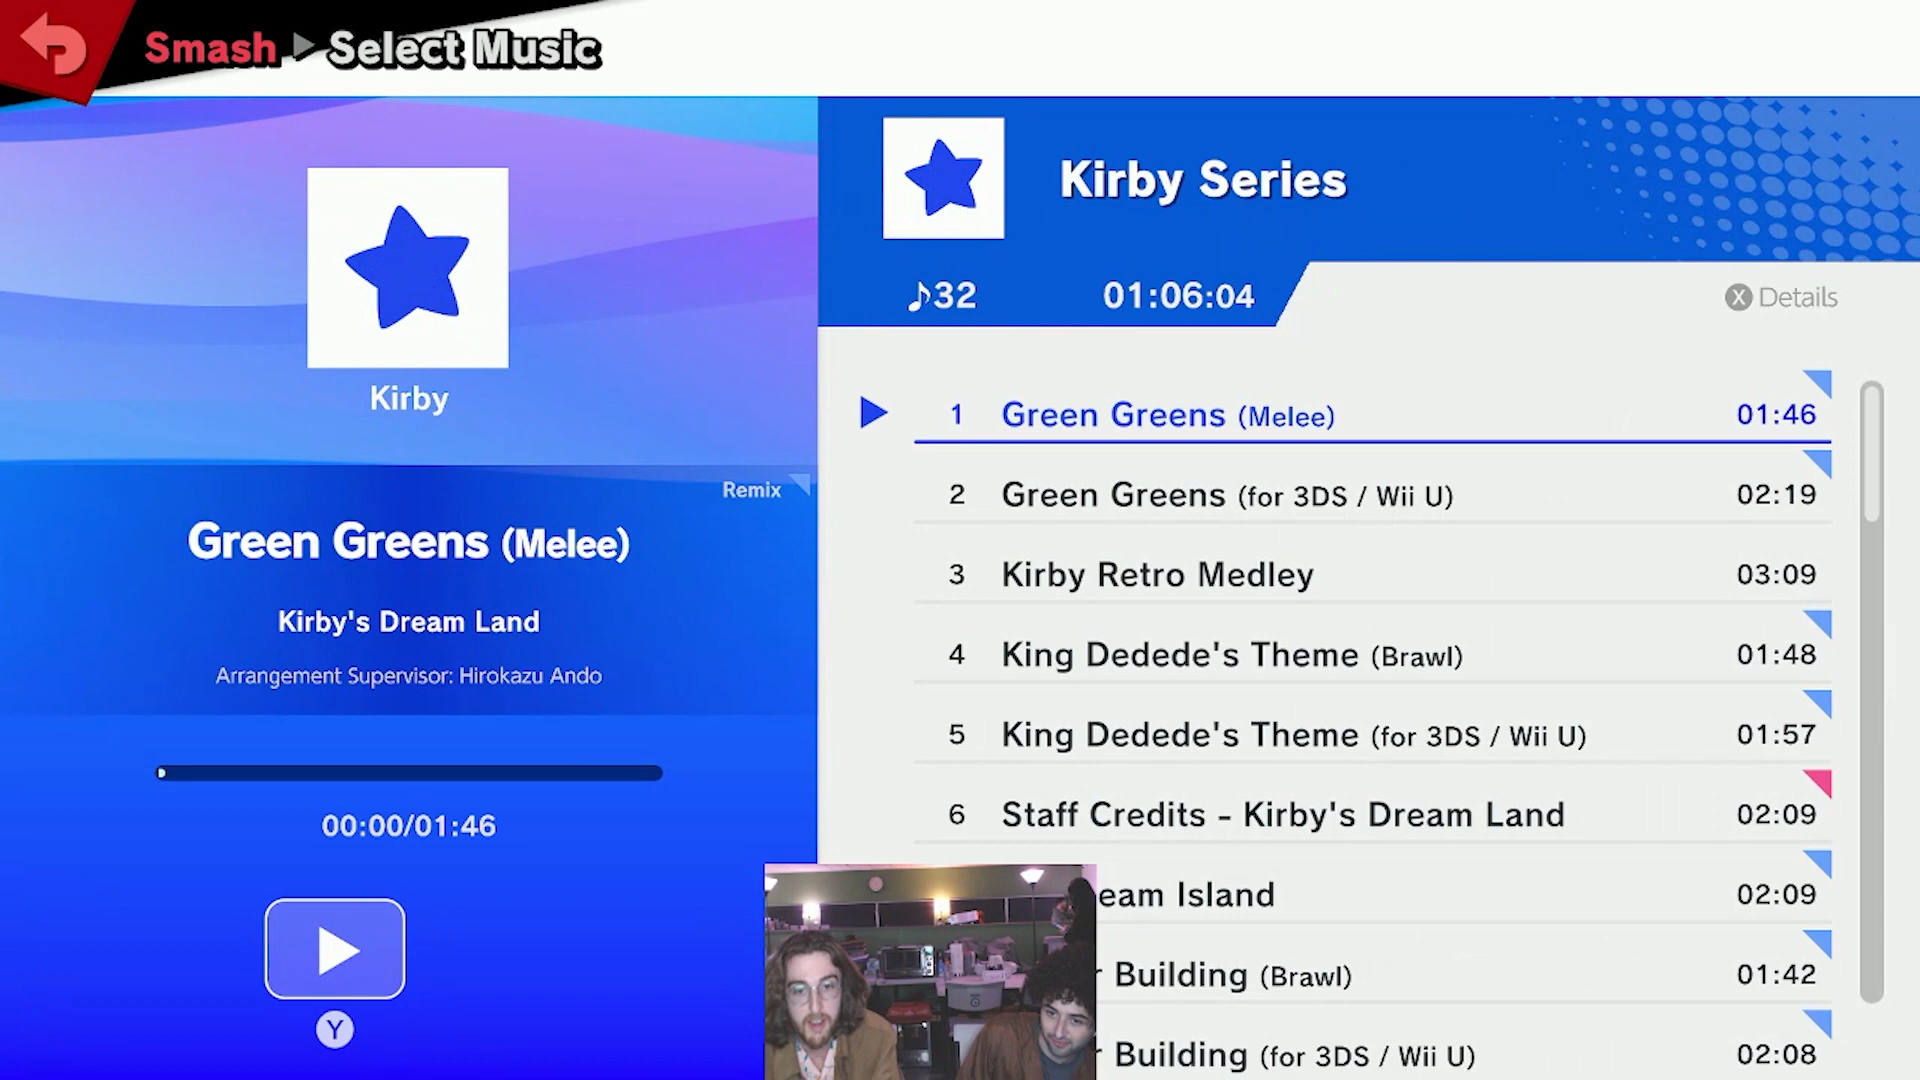 Smash ▶ Select Music
Kirby
Remix
Green Greens (Melee)
Kirby's Dream Land
Arrangement Supervisor: Hirokazu Ando
00:00/01:46
Y
Kirby Series
♪32 01:06:04
X Details
1 Green Greens (Melee) 01:46
2 Green Greens (for 3DS / Wii U) 02:19
3 Kirby Retro Medley 03:09
4 King Dedede's Theme (Brawl) 01:48
5 King Dedede's Theme (for 3DS / Wii U) 01:57
6 Staff Credits - Kirby's Dream Land 02:09
Island 02:09
Building (Brawl) 01:42
Building (for 3DS / Wii U) 02:08